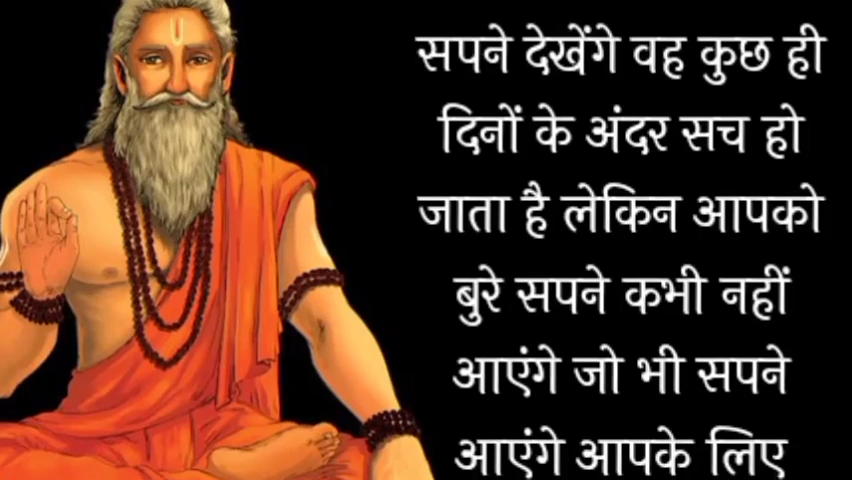 सपने देखेंगे वह कुछ ही
दिनों के अंदर सच हो
जाता है लेकिन आपको
बुरे सपने कभी नहीं
आएंगे जो भी सपने
आएंगे आपके लिए